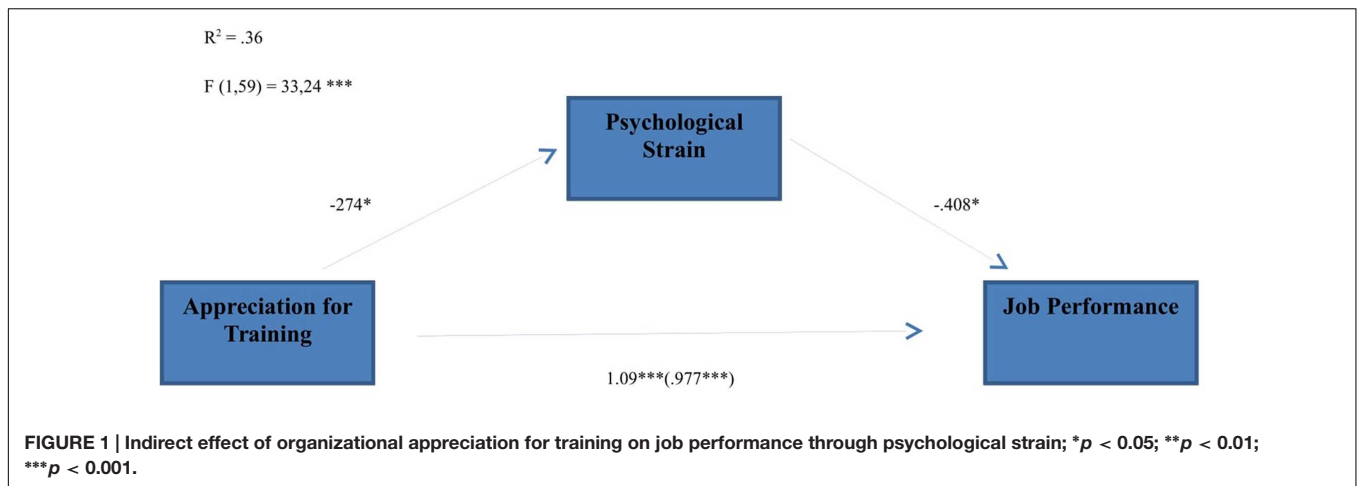 R² = .36
F (1,59) = 33,24 ***
Psychological
Strain
-274*
-.408*
Appreciation for
Training
Job Performance
1.09***(.977***)
FIGURE 1 | Indirect effect of organizational appreciation for training on job performance through psychological strain; *p < 0.05; **p < 0.01;
***p < 0.001.